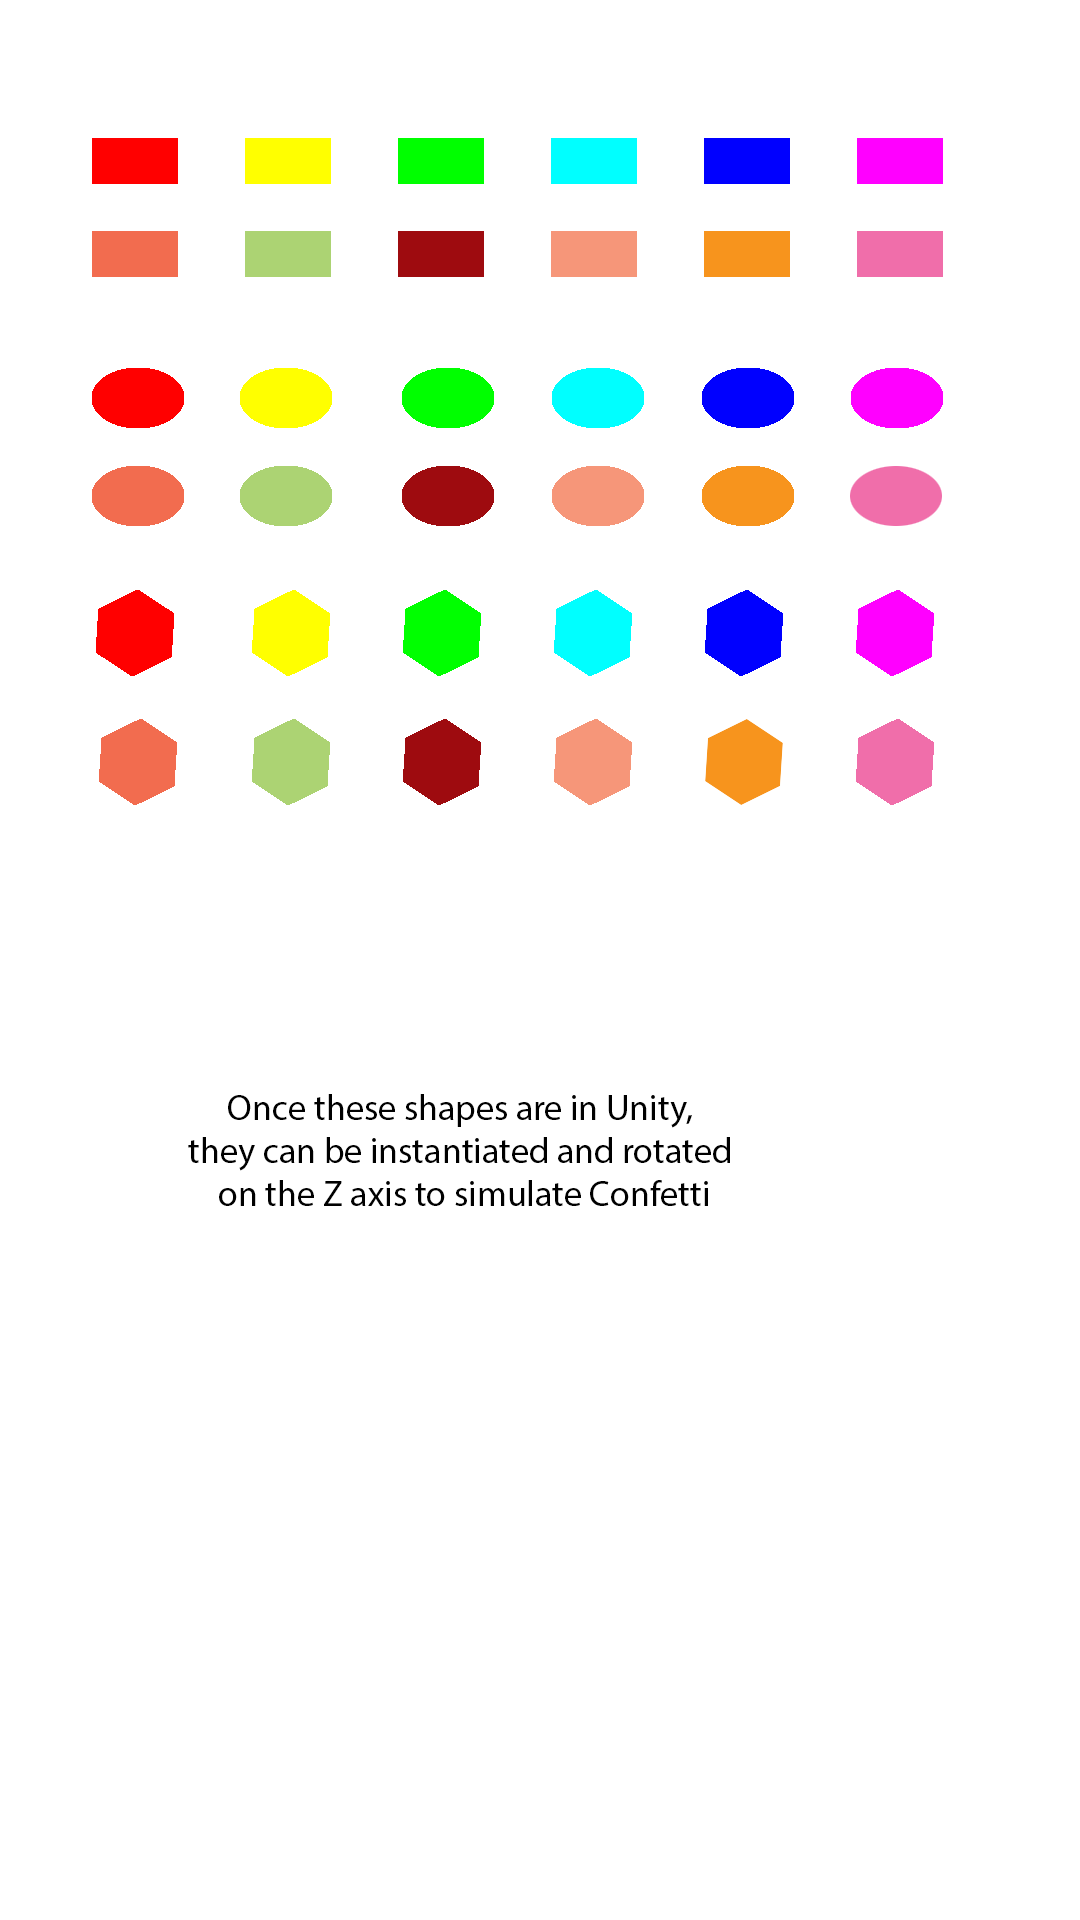 Once these shapes are in Unity,
they can be instantiated and rotated
on the Z axis to simulate Confetti